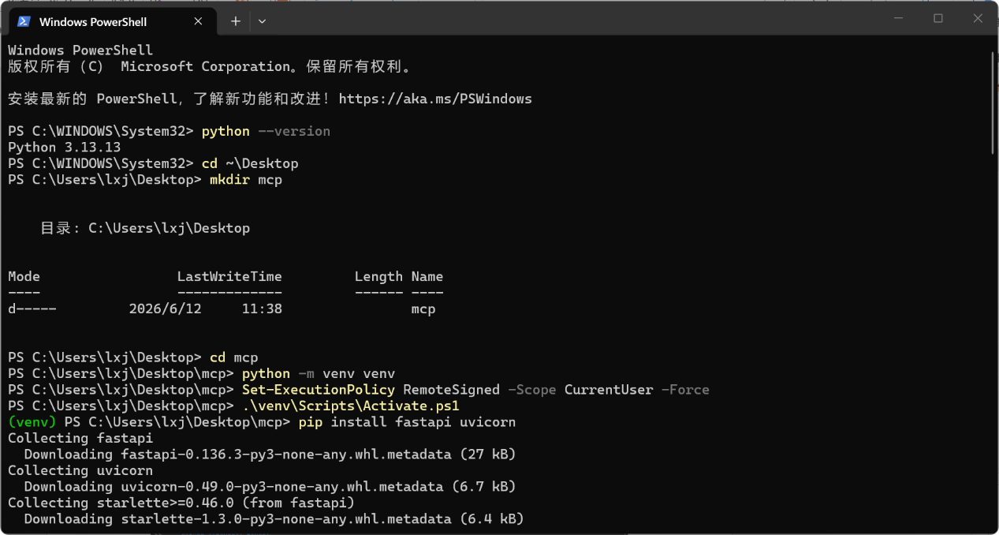 Windows PowerShell
Windows PowerShell
版权所有 (C)  Microsoft Corporation。保留所有权利。
安装最新的 PowerShell，了解新功能和改进！https://aka.ms/PSWindows
PS C:\WINDOWS\System32> python --version
Python 3.13.13
PS C:\WINDOWS\System32> cd ~\Desktop
PS C:\Users\lxj\Desktop> mkdir mcp
    目录: C:\Users\lxj\Desktop
Mode                 LastWriteTime         Length Name
----                 -------------         ------ ----
d-----         2026/6/12     11:38                mcp
PS C:\Users\lxj\Desktop> cd mcp
PS C:\Users\lxj\Desktop\mcp> python -m venv venv
PS C:\Users\lxj\Desktop\mcp> Set-ExecutionPolicy RemoteSigned -Scope CurrentUser -Force
PS C:\Users\lxj\Desktop\mcp> .\venv\Scripts\Activate.ps1
(venv) PS C:\Users\lxj\Desktop\mcp> pip install fastapi uvicorn
Collecting fastapi
  Downloading fastapi-0.136.3-py3-none-any.whl.metadata (27 kB)
Collecting uvicorn
  Downloading uvicorn-0.49.0-py3-none-any.whl.metadata (6.7 kB)
Collecting starlette>=0.46.0 (from fastapi)
  Downloading starlette-1.3.0-py3-none-any.whl.metadata (6.4 kB)